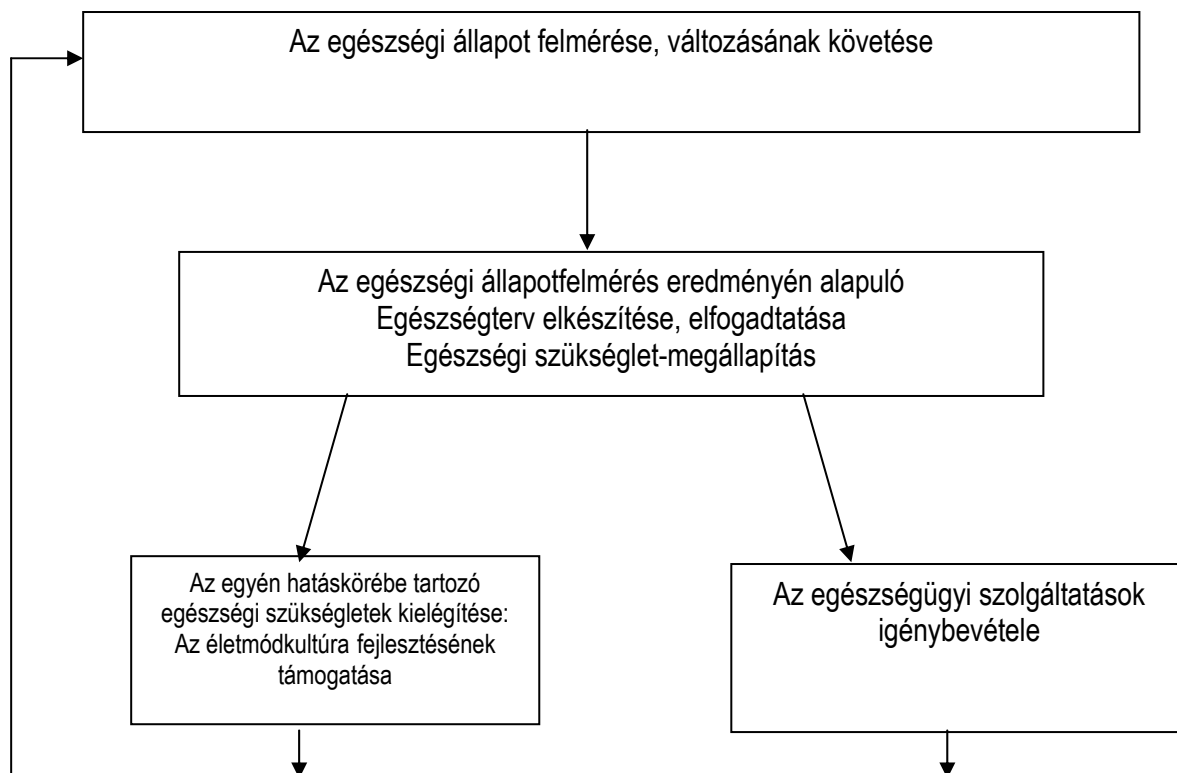 Az egészségi állapot felmérése, változásának követése
Az egészségi állapotfelmérés eredményén alapuló
Egészségterv elkészítése, elfogadtatása
Egészségi szükséglet-megállapítás
Az egyén hatáskörébe tartozó
egészségi szükségletek kielégítése:
Az életmódkultúra fejlesztésének
támogatása
Az egészségügyi szolgáltatások
igénybevétele